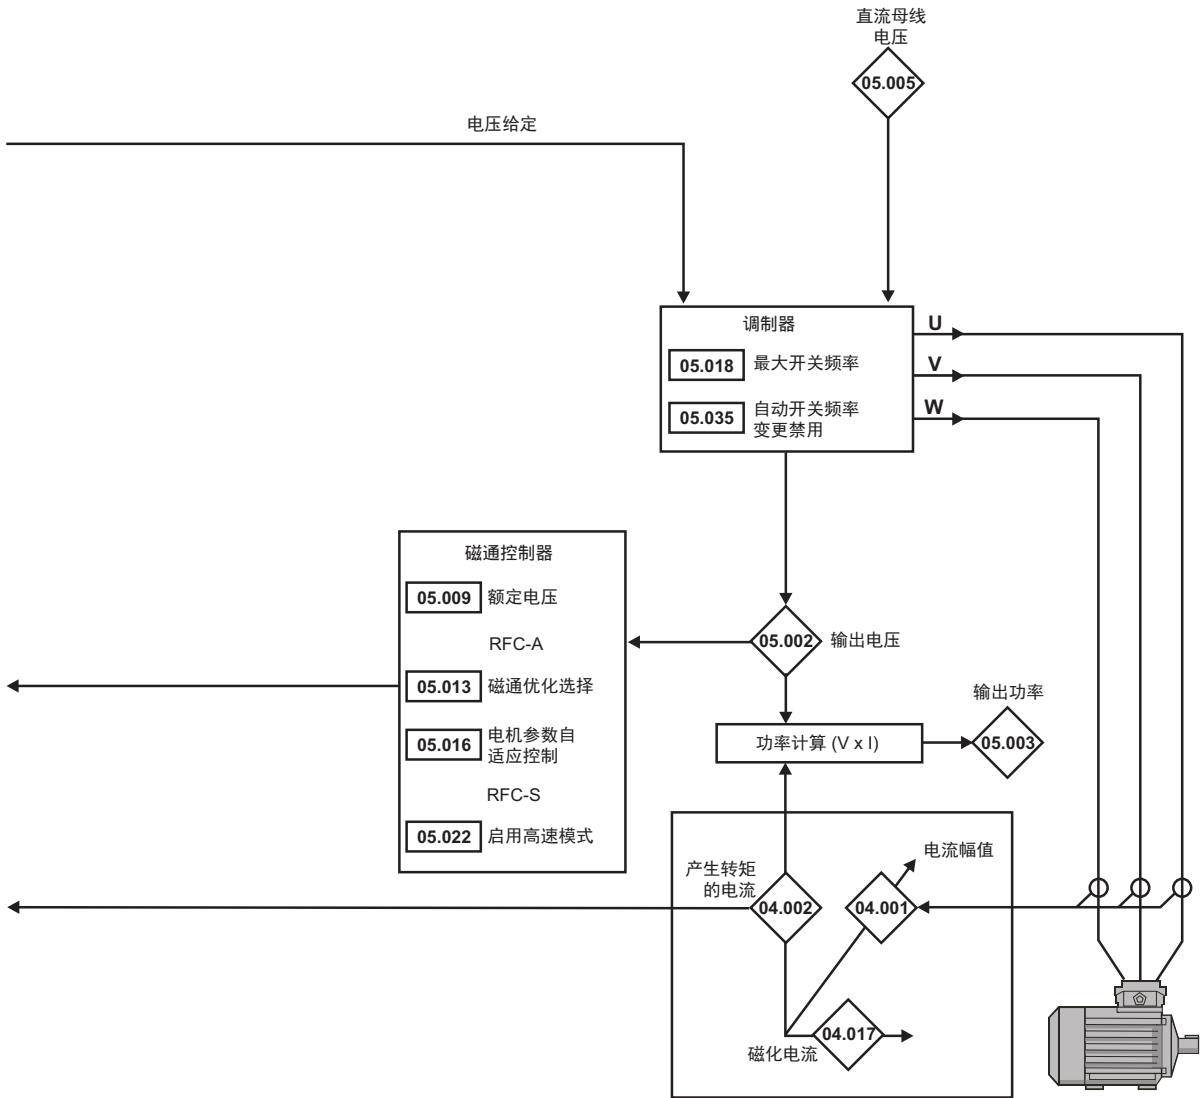 直流母线
电压
05.005
电压给定
调制器
05.018 最大开关频率
05.035 自动开关频率
变更禁用
U
V
W
磁通控制器
05.009 额定电压
RFC-A
05.013 磁通优化选择
05.016 电机参数自
适应控制
RFC-S
05.022 启用高速模式
05.002 输出电压
输出功率
功率计算 (V x I)
05.003
电流幅值
产生转矩
的电流
04.002
04.001
04.017
磁化电流